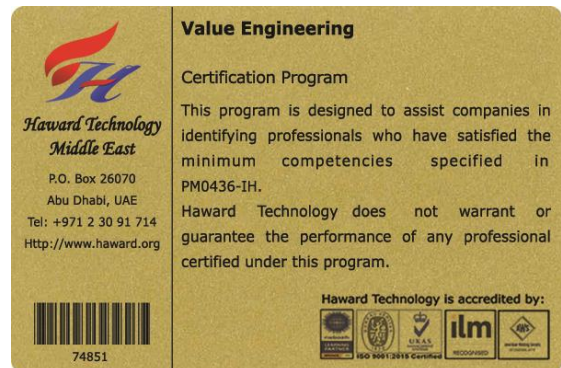 Haward Technology
Middle East
P.O. Box 26070
Abu Dhabi, UAE
Tel: +971 2 30 91 714
Http://www.haward.org
74851
Value Engineering
Certification Program
This program is designed to assist companies in
identifying professionals who have satisfied the
minimum competencies specified in
PM0436-IH.
Haward Technology does not warrant or
guarantee the performance of any professional
certified under this program.
Haward Technology is accredited by:
UKAS
ISO 9001:2015 Certified
ilm
RECOGNISED